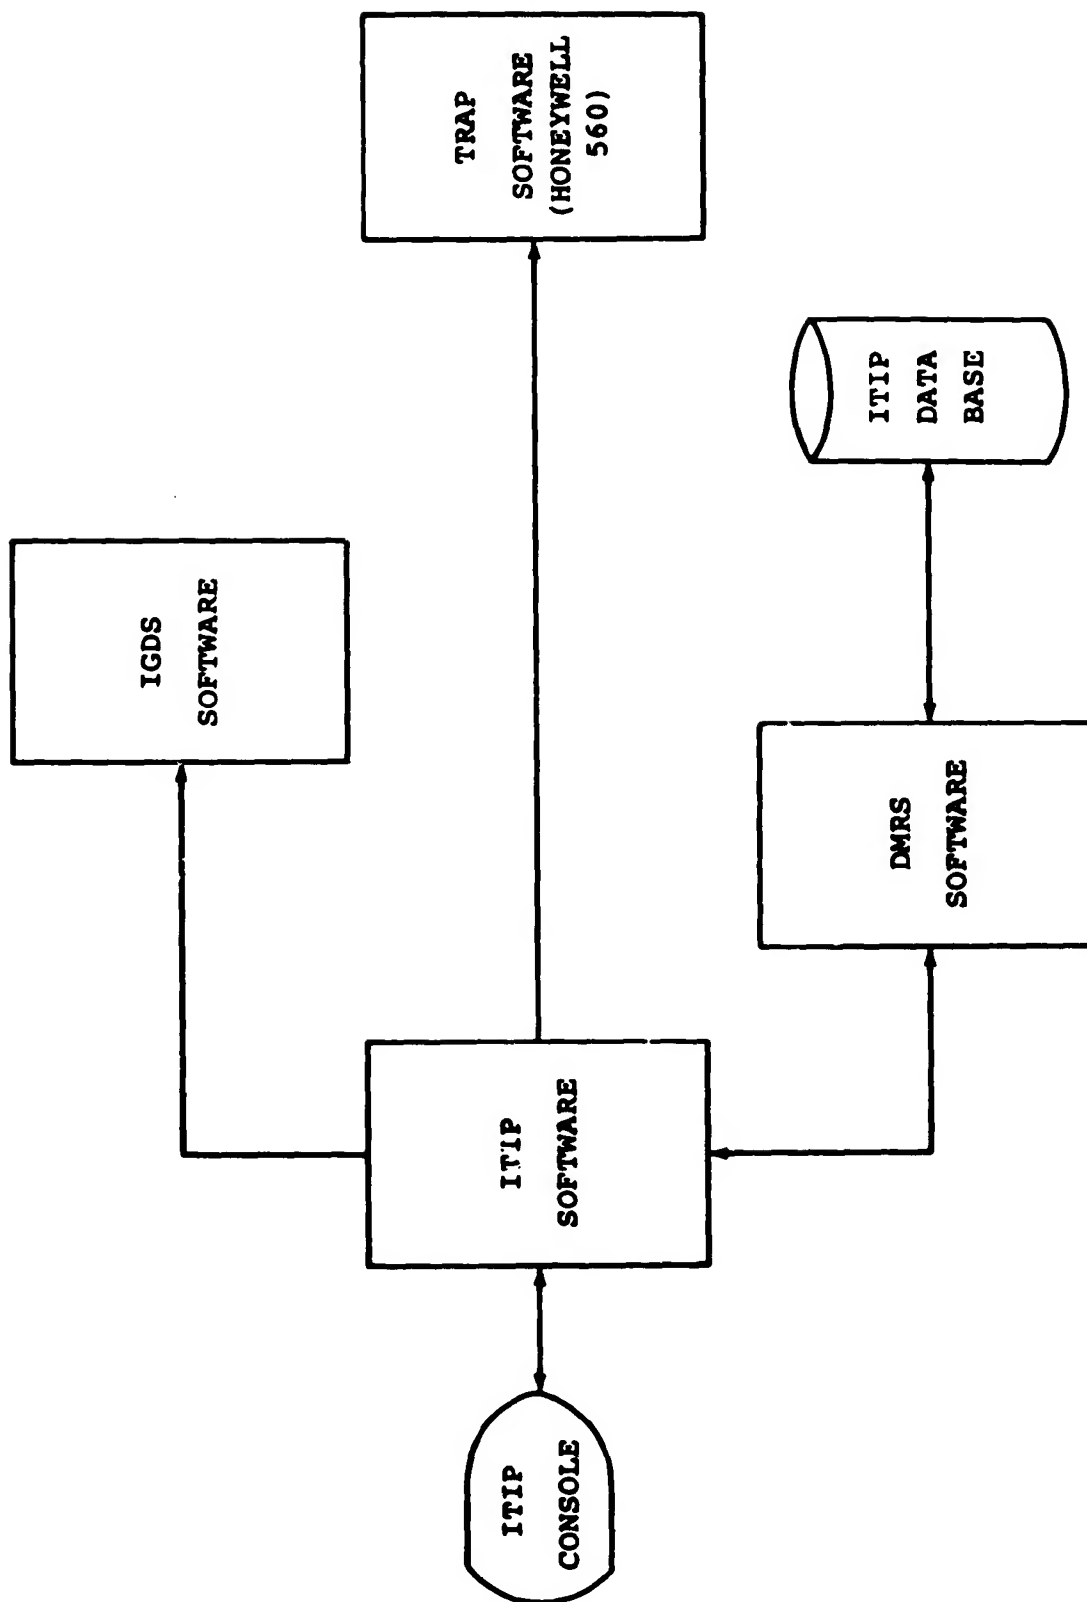 IGDS
SOFTWARE
TRAP
SOFTWARE
(HONEYWELL
560)
ITIP
CONSOLE
ITIP
SOFTWARE
DMRS
SOFTWARE
ITIP
DATA
BASE